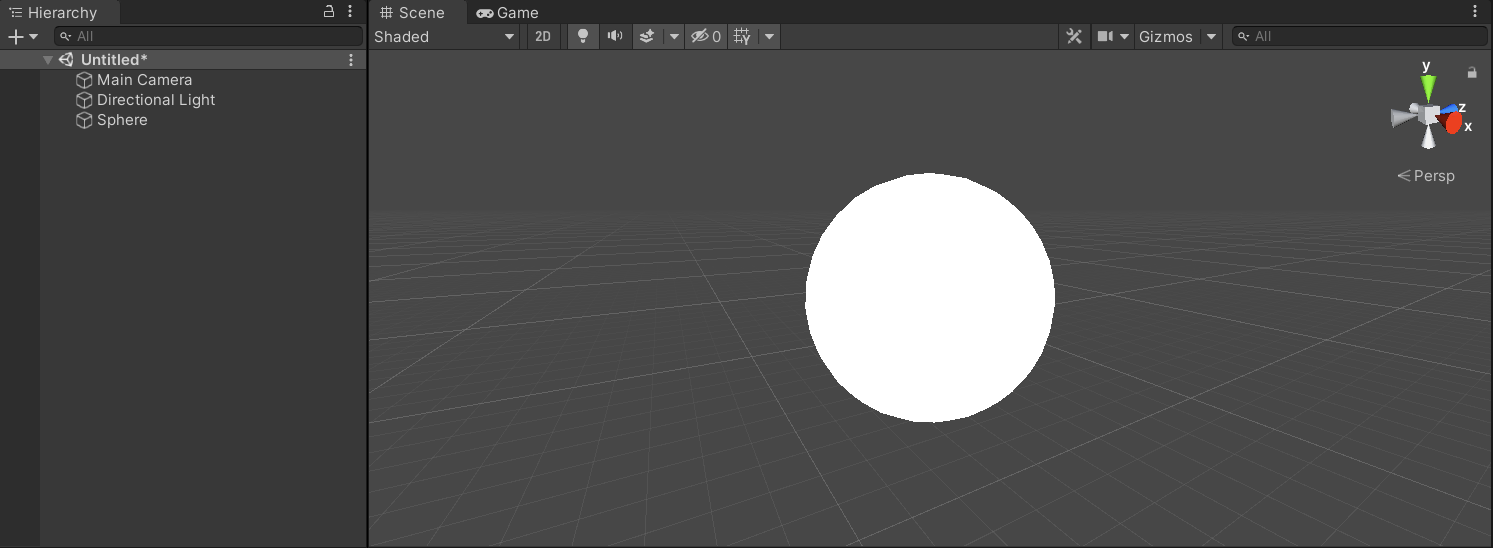 Hierarchy
All
Untitled*
Main Camera
Directional Light
Sphere
Scene Game
Shaded 2D 0 Gizmos All
y
z
x
Persp